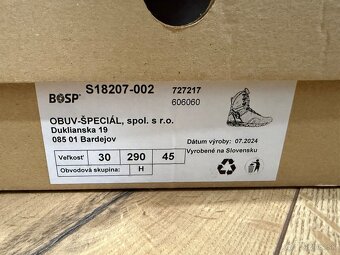 BOSP
S18207-002
727217
606060
OBUV-ŠPECIÁL, spol. s r.o.
Duklianska 19
085 01 Bardejov
Dátum výroby: 07.2024
Vyrobené na Slovensku
Veľkosť 30 290 45
Obvodová skupina: H